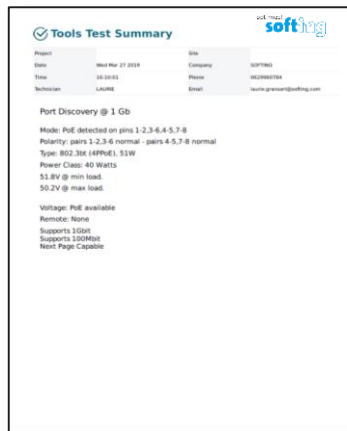 optimize!
softing
Tools Test Summary
Project Site
Date Wed Mar 27 2019 Company SOFTING
Time 10:10:01 Phone
Technician LAURIE Email
Port Discovery @ 1 Gb
Mode: PoE detected on pins 1-2,3-6,4-5,7-8
Polarity: pairs 1-2,3-6 normal - pairs 4-5,7-8 normal
Type: 802.3bt (4PPoE), 51W
Power Class: 40 Watts
51.8V @ min load.
50.2V @ max load.
Voltage: PoE available
Remote: None
Supports 1Gbit
Supports 100Mbit
Next Page Capable